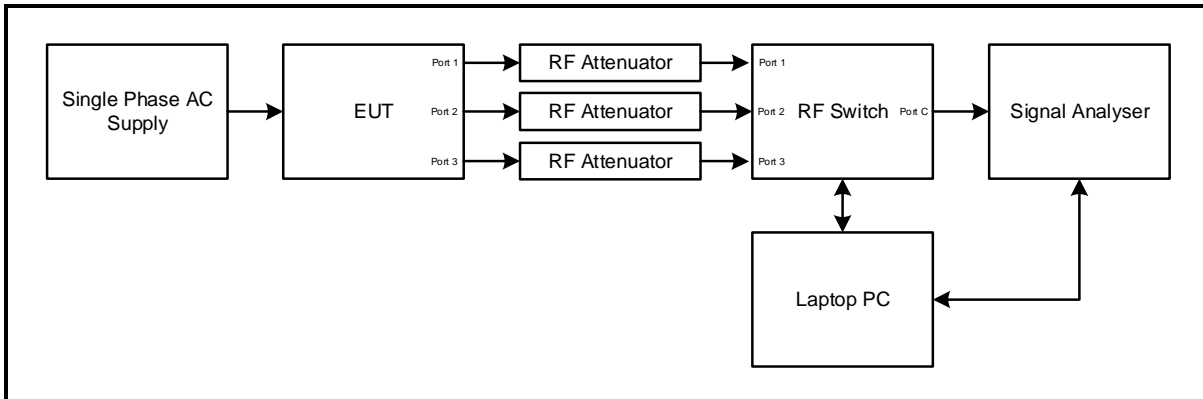 Single Phase AC
Supply
EUT
Port 1
Port 2
Port 3
RF Attenuator
RF Attenuator
RF Attenuator
Port 1
Port 2
Port 3
RF Switch
Port C
Signal Analyser
Laptop PC